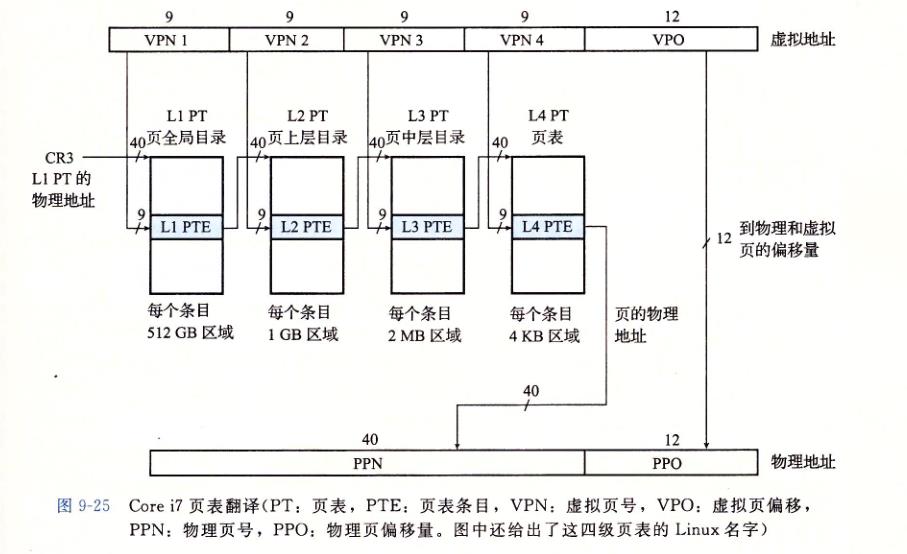 9 9 9 9 12
VPN 1 VPN 2 VPN 3 VPN 4 VPO 虚拟地址
L1 PT L2 PT L3 PT L4 PT
40 页全局目录 40 页上层目录 40 页中层目录 40 页表
CR3
L1 PT 的
物理地址
9 L1 PTE 9 L2 PTE 9 L3 PTE 9 L4 PTE
12 到物理和虚拟
页的偏移量
每个条目 每个条目 每个条目 每个条目 页的物理
512 GB 区域 1 GB 区域 2 MB 区域 4 KB 区域 地址
40
40 12
PPN PPO 物理地址
图 9-25 Core i7 页表翻译(PT:页表,PTE:页表条目,VPN:虚拟页号,VPO:虚拟页偏移,
PPN:物理页号,PPO:物理页偏移量。图中还给出了这四级页表的 Linux 名字)